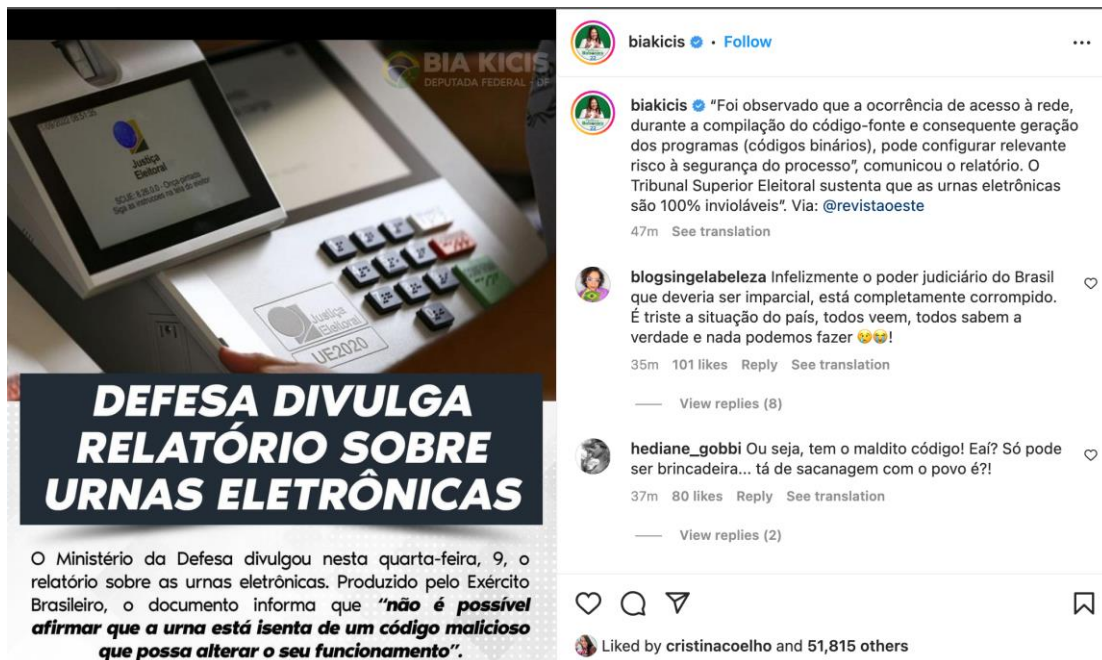 BIA KICIS
DEPUTADA FEDERAL - DF
Justiça
Eleitoral
Justiça
Eleitoral
UE2020
DEFESA DIVULGA
RELATÓRIO SOBRE
URNAS ELETRÔNICAS
O Ministério da Defesa divulgou nesta quarta-feira, 9, o
relatório sobre as urnas eletrônicas. Produzido pelo Exército
Brasileiro, o documento informa que “não é possível
afirmar que a urna está isenta de um código malicioso
que possa alterar o seu funcionamento”.
biakicis • Follow
biakicis “Foi observado que a ocorrência de acesso à rede,
durante a compilação do código-fonte e consequente geração
dos programas (códigos binários), pode configurar relevante
risco à segurança do processo”, comunicou o relatório. O
Tribunal Superior Eleitoral sustenta que as urnas eletrônicas
são 100% invioláveis”. Via: @revistaoeste
47m See translation
blogsingelabeleza Infelizmente o poder judiciário do Brasil
que deveria ser imparcial, está completamente corrompido.
É triste a situação do país, todos veem, todos sabem a
verdade e nada podemos fazer 😢😭!
35m 101 likes Reply See translation
View replies (8)
hediane_gobbi Ou seja, tem o maldito código! Eaí? Só pode
ser brincadeira... tá de sacanagem com o povo é?!
37m 80 likes Reply See translation
View replies (2)
Liked by cristinacoelho and 51,815 others